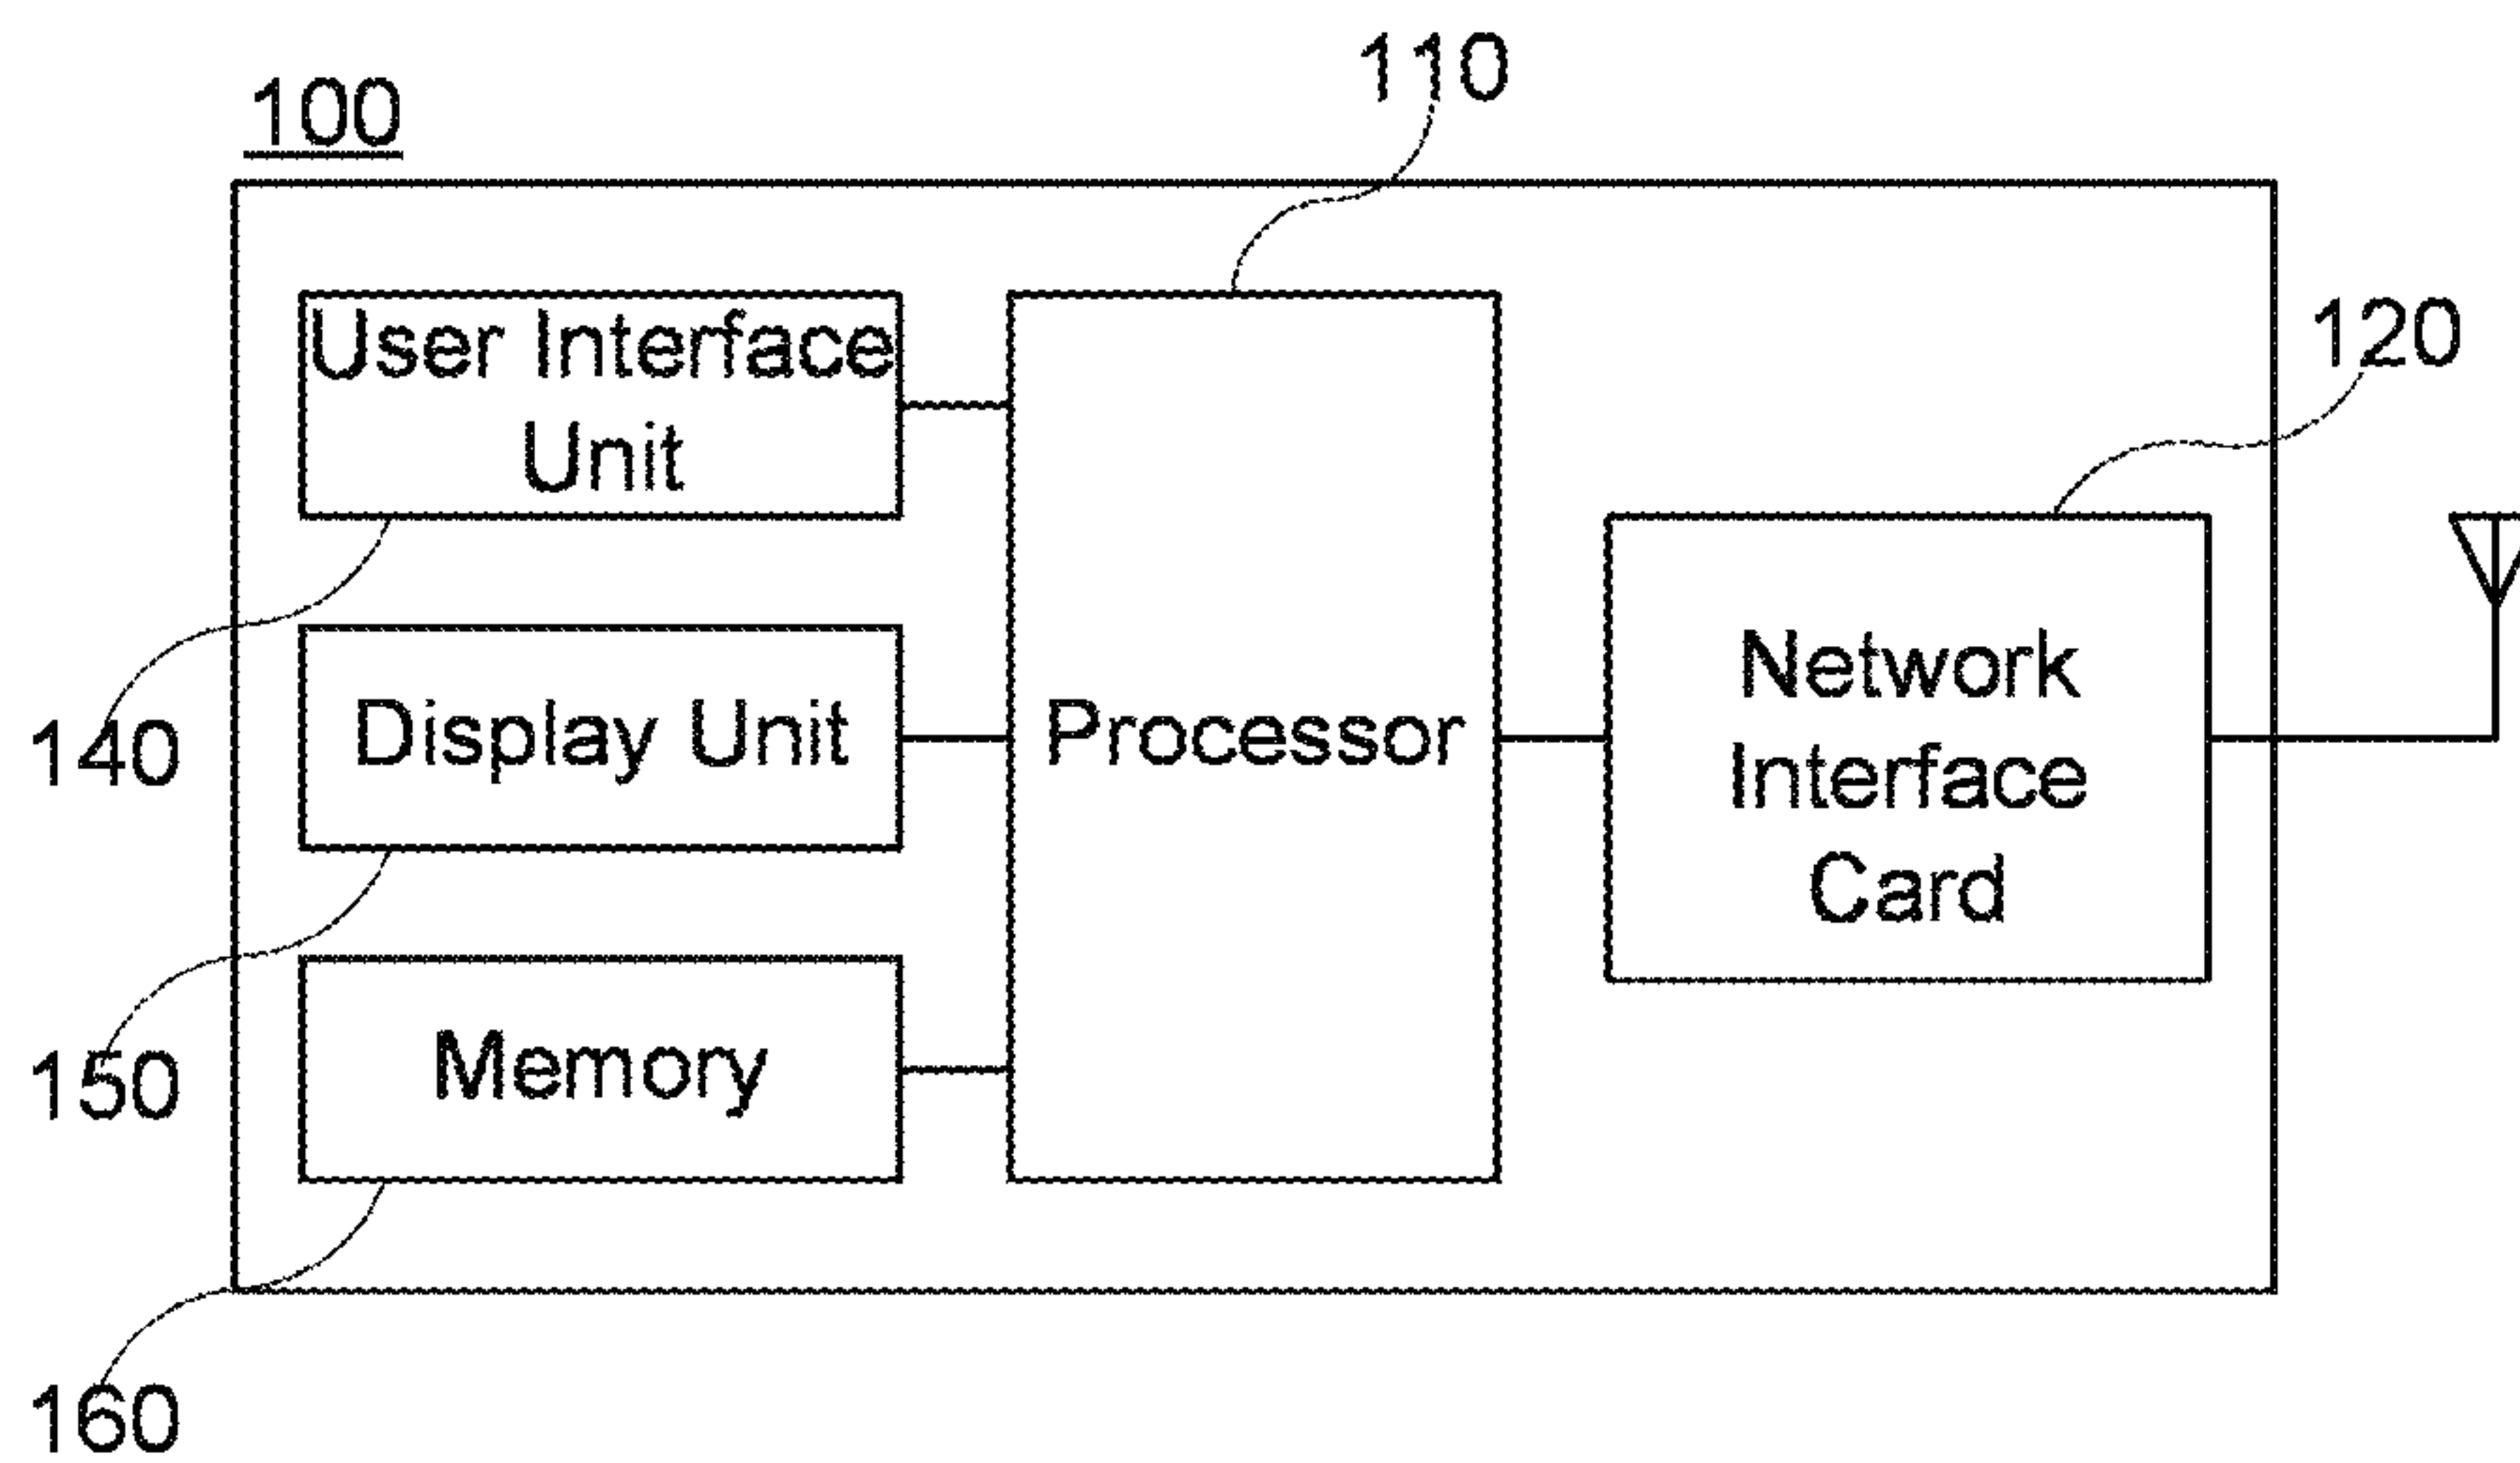 100
110
120
User Interface
Unit
140
Display Unit
150
Memory
160
Processor
Network
Interface
Card